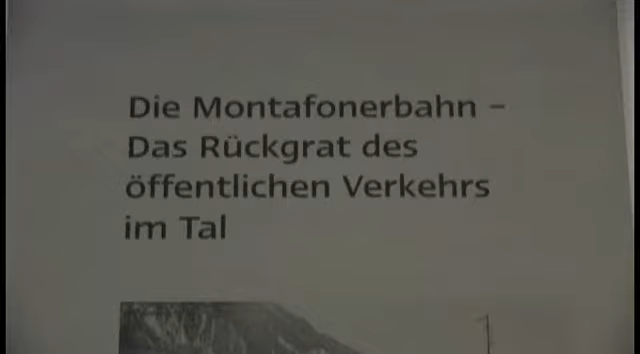 Die Montafonerbahn –
Das Rückgrat des
öffentlichen Verkehrs
im Tal